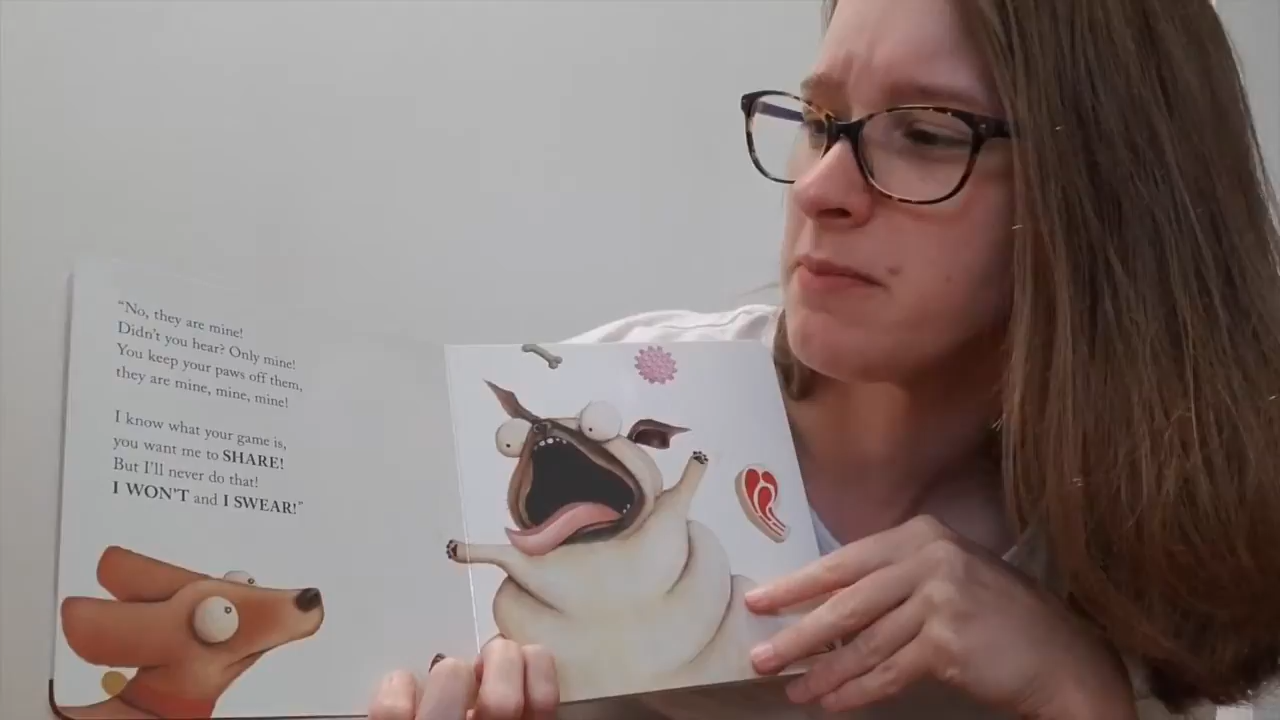 “No, they are mine!
Didn’t you hear? Only mine!
You keep your paws off them,
they are mine, mine, mine!
I know what your game is,
you want me to SHARE!
But I’ll never do that!
I WON’T and I SWEAR!”